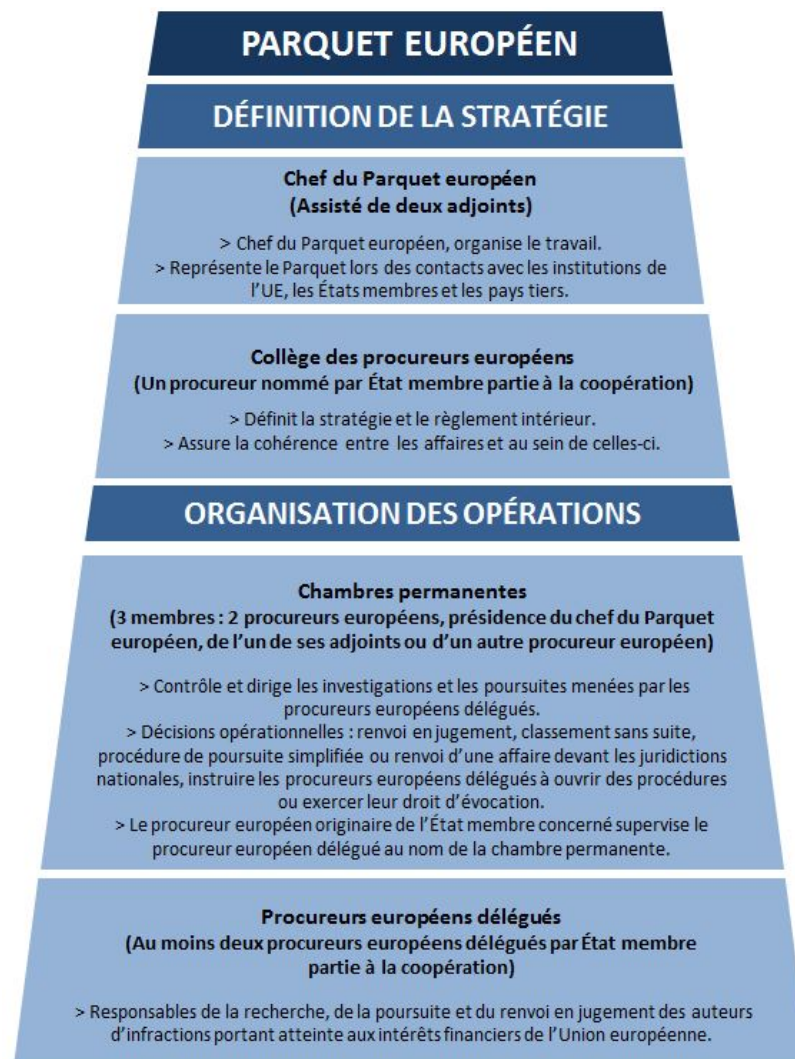 PARQUET EUROPÉEN
DÉFINITION DE LA STRATÉGIE
Chef du Parquet européen
(Assisté de deux adjoints)
> Chef du Parquet européen, organise le travail.
> Représente le Parquet lors des contacts avec les institutions de
l’UE, les États membres et les pays tiers.
Collège des procureurs européens
(Un procureur nommé par État membre partie à la coopération)
> Définit la stratégie et le règlement intérieur.
> Assure la cohérence entre les affaires et au sein de celles-ci.
ORGANISATION DES OPÉRATIONS
Chambres permanentes
(3 membres : 2 procureurs européens, présidence du chef du Parquet
européen, de l’un de ses adjoints ou d’un autre procureur européen)
> Contrôle et dirige les investigations et les poursuites menées par les
procureurs européens délégués.
> Décisions opérationnelles : renvoi en jugement, classement sans suite,
procédure de poursuite simplifiée ou renvoi d’une affaire devant les juridictions
nationales, instruire les procureurs européens délégués à ouvrir des procédures
ou exercer leur droit d’évocation.
> Le procureur européen originaire de l’État membre concerné supervise le
procureur européen délégué au nom de la chambre permanente.
Procureurs européens délégués
(Au moins deux procureurs européens délégués par État membre
partie à la coopération)
> Responsables de la recherche, de la poursuite et du renvoi en jugement des auteurs
d’infractions portant atteinte aux intérêts financiers de l’Union européenne.